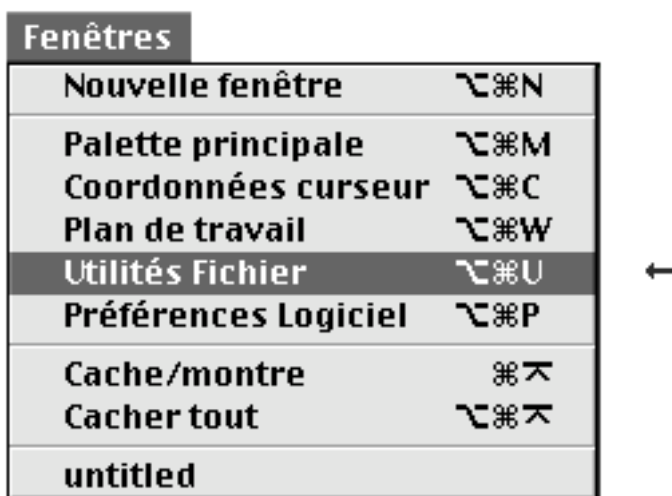 Fenêtres
Nouvelle fenêtre ⌥⌘N
Palette principale ⌥⌘M
Coordonnées curseur ⌥⌘C
Plan de travail ⌥⌘W
Utilités Fichier ⌥⌘U
Préférences Logiciel ⌥⌘P
Cache/montre ⌘⌅
Cacher tout ⌥⌘⌅
untitled